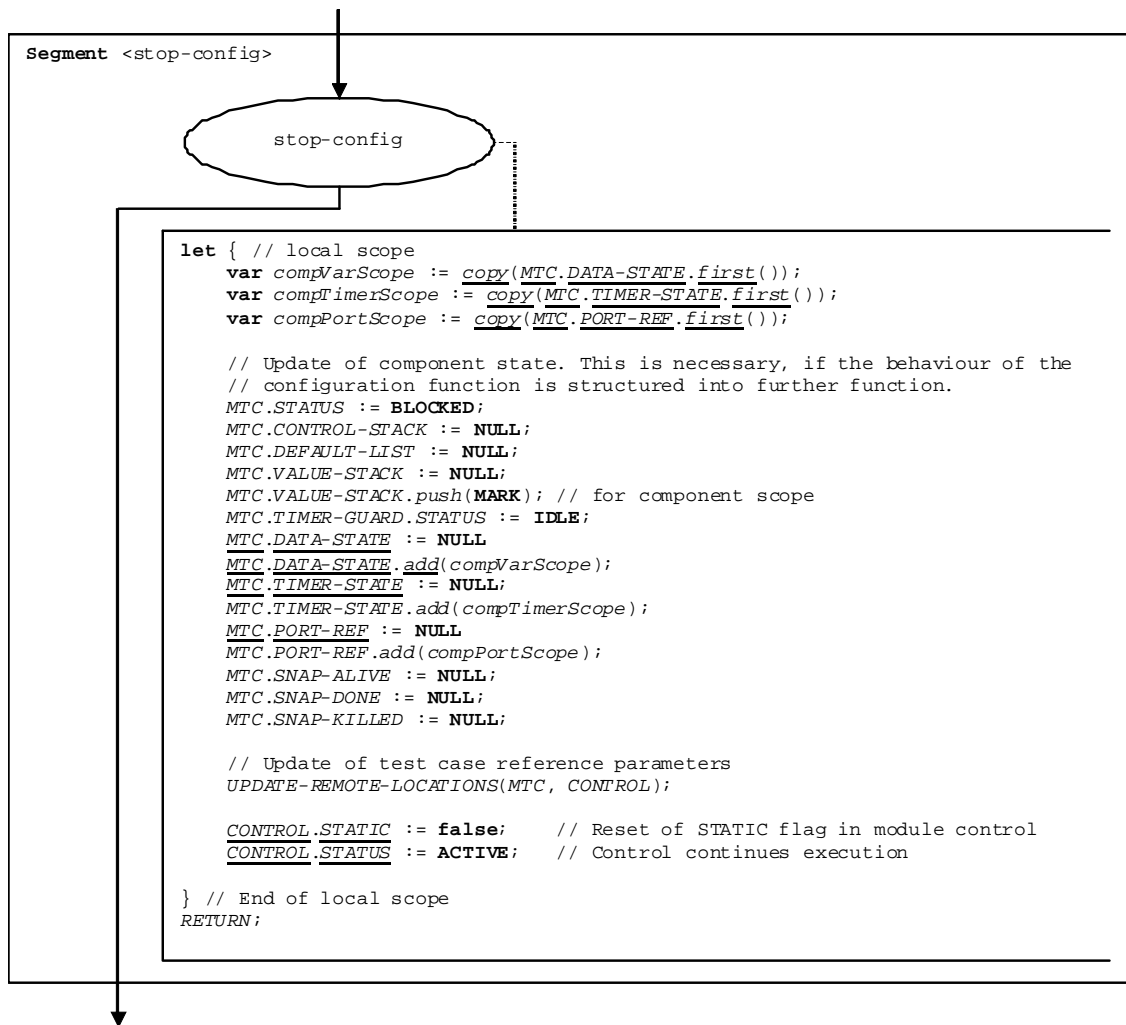 Segment <stop-config>
stop-config
let { // local scope
var compVarScope := copy(MTC.DATA-STATE.first());
var compTimerScope := copy(MTC.TIMER-STATE.first());
var compPortScope := copy(MTC.PORT-REF.first());
// Update of component state. This is necessary, if the behaviour of the
// configuration function is structured into further function.
MTC.STATUS := BLOCKED;
MTC.CONTROL-STACK := NULL;
MTC.DEFAULT-LIST := NULL;
MTC.VALUE-STACK := NULL;
MTC.VALUE-STACK.push(MARK); // for component scope
MTC.TIMER-GUARD.STATUS := IDLE;
MTC.DATA-STATE := NULL
MTC.DATA-STATE.add(compVarScope);
MTC.TIMER-STATE := NULL;
MTC.TIMER-STATE.add(compTimerScope);
MTC.PORT-REF := NULL
MTC.PORT-REF.add(compPortScope);
MTC.SNAP-ALIVE := NULL;
MTC.SNAP-DONE := NULL;
MTC.SNAP-KILLED := NULL;
// Update of test case reference parameters
UPDATE-REMOTE-LOCATIONS(MTC, CONTROL);
CONTROL.STATIC := false; // Reset of STATIC flag in module control
CONTROL.STATUS := ACTIVE; // Control continues execution
} // End of local scope
RETURN;